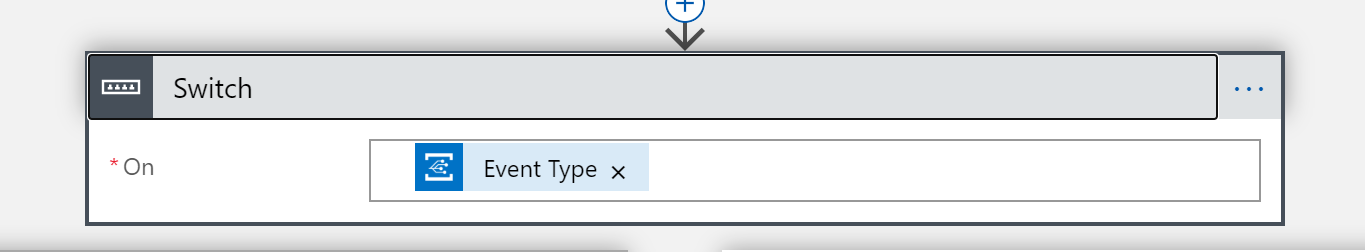 Switch
...
* On
Event Type ×